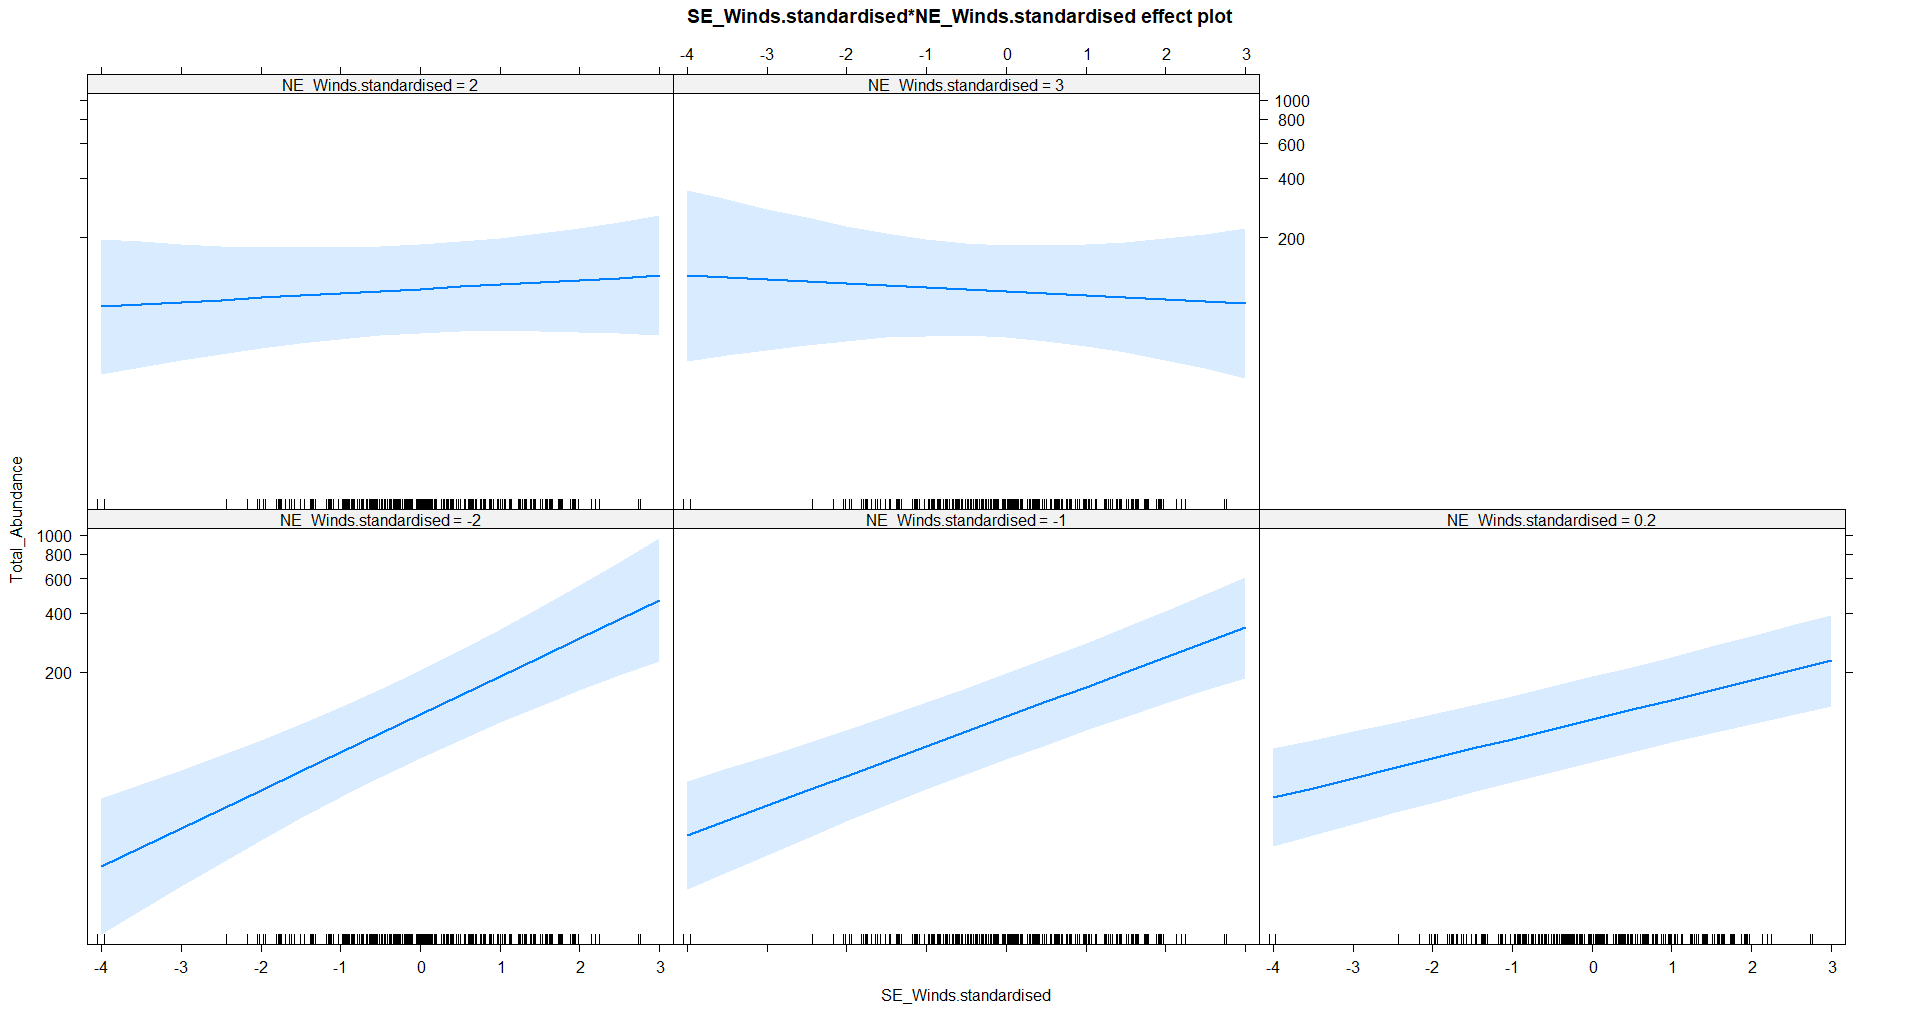 SE_Winds.standardised*NE_Winds.standardised effect plot
-4 -3 -2 -1 0 1 2 3
NE_Winds.standardised = 2
NE_Winds.standardised = 3
1000
800
600
400
200
Total_Abundance
NE_Winds.standardised = -2
NE_Winds.standardised = -1
NE_Winds.standardised = 0.2
1000
800
600
400
200
-4 -3 -2 -1 0 1 2 3
-4 -3 -2 -1 0 1 2 3
SE_Winds.standardised